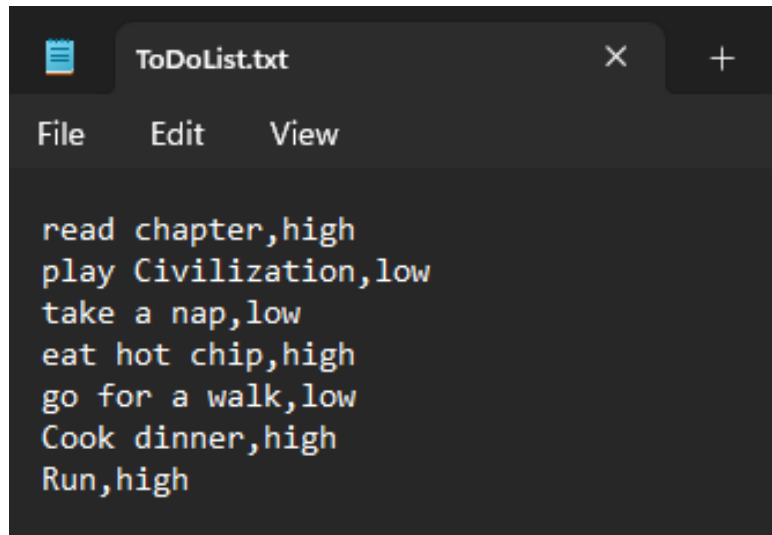 ToDoList.txt
File Edit View
read chapter,high
play Civilization,low
take a nap,low
eat hot chip,high
go for a walk,low
Cook dinner,high
Run,high